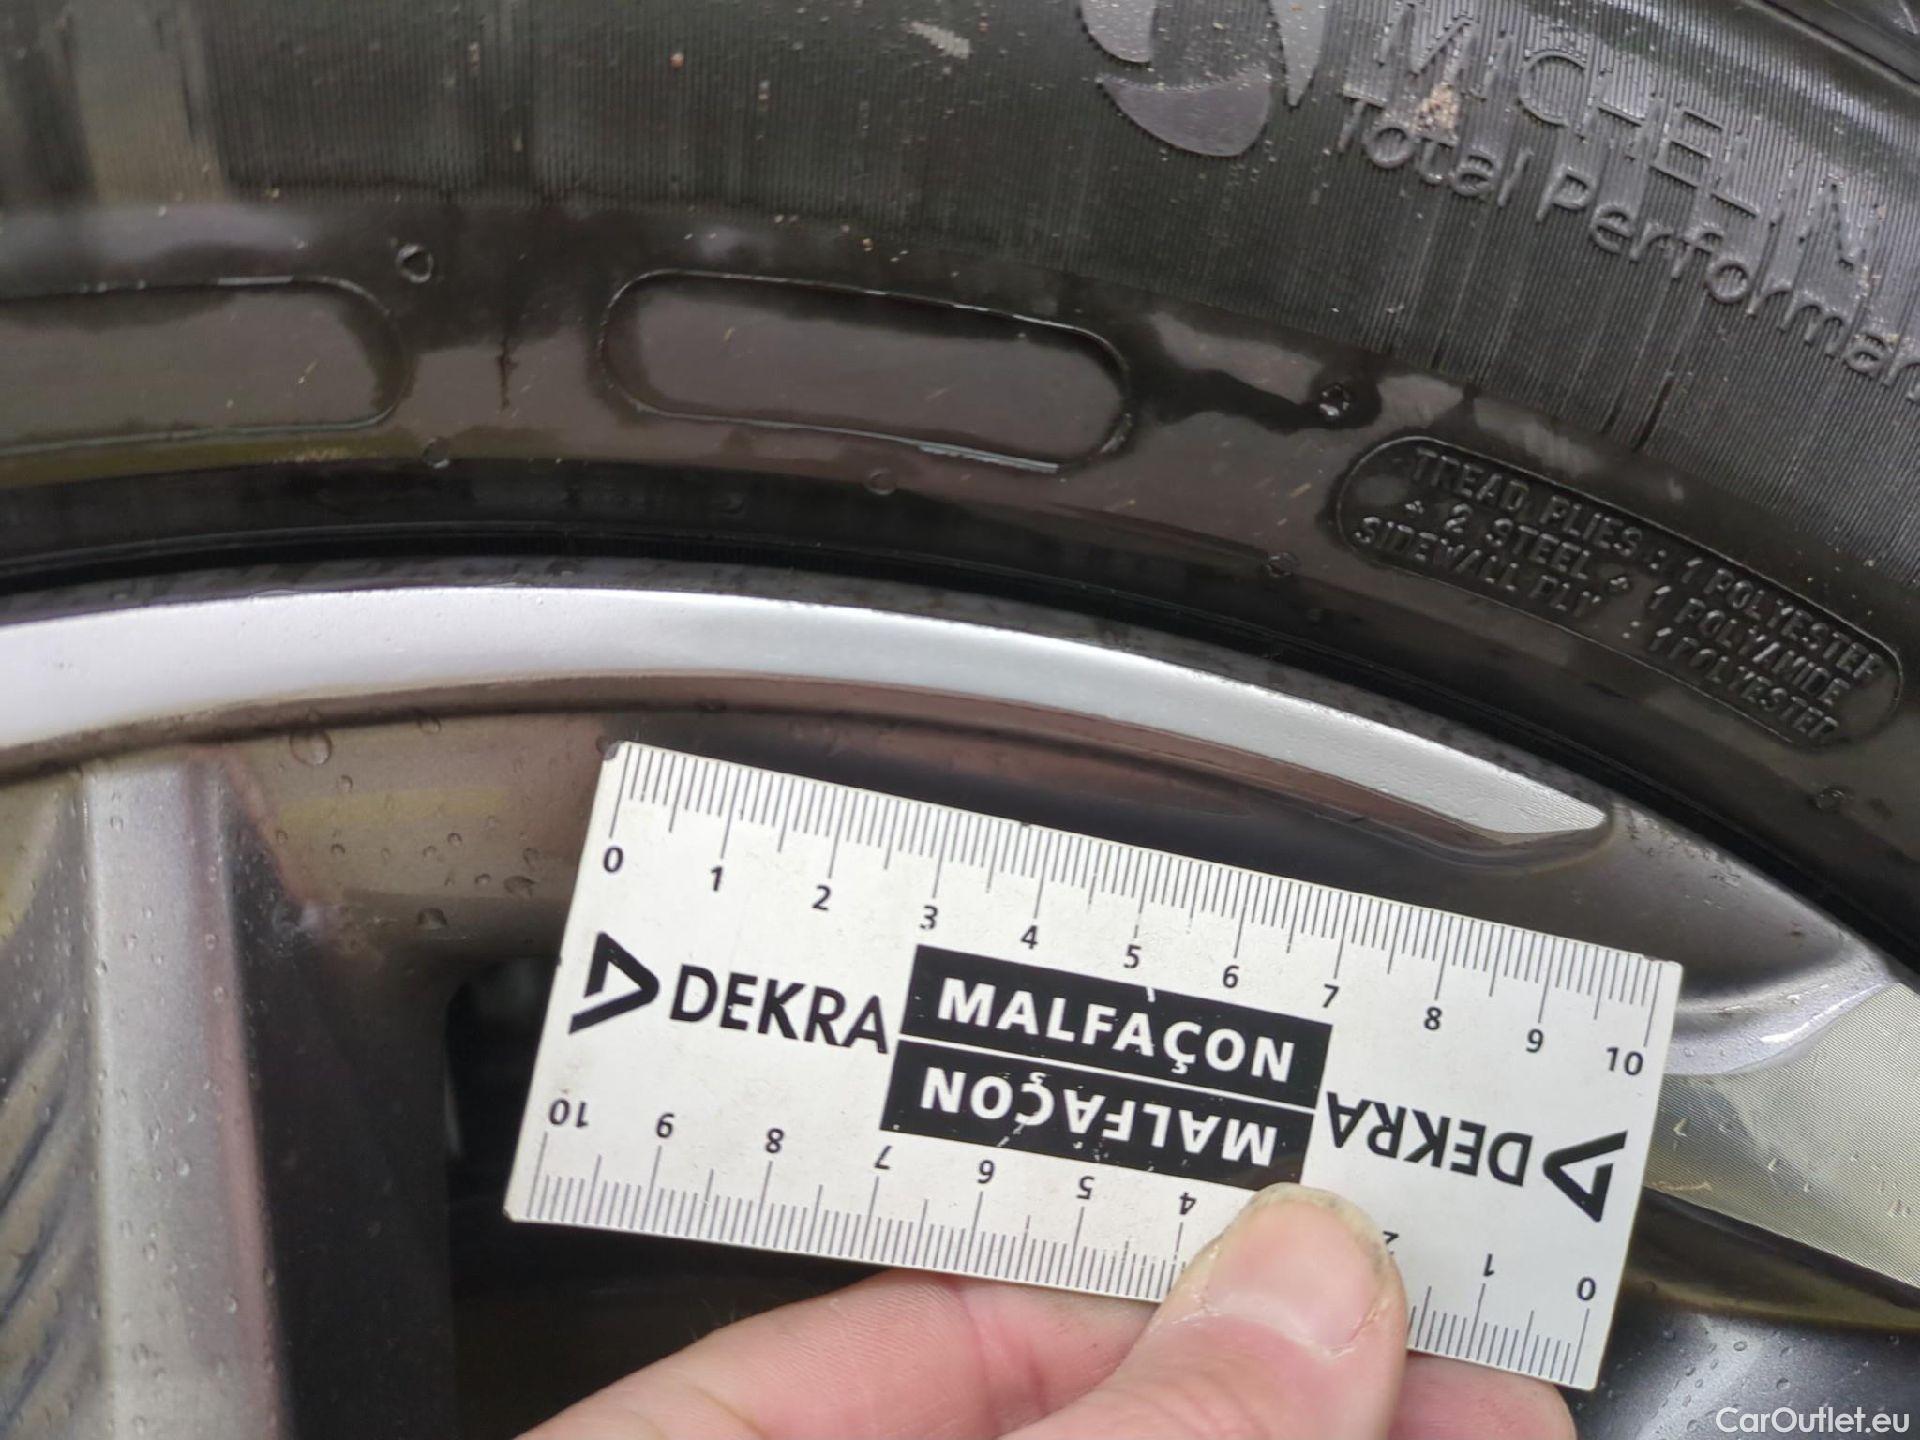 MICHELIN
Total Performan
TREAD PLIES : 1 POLYESTER
+ 2 STEEL + 1 POLYAMIDE
SIDEWALL PLY : 1 POLYESTER
0 1 2 3 4 5 6 7 8 9 10
DEKRA MALFAÇON
MALFAÇON DEKRA
10 9 8 7 6 5 4 2 1 0
CarOutlet.eu